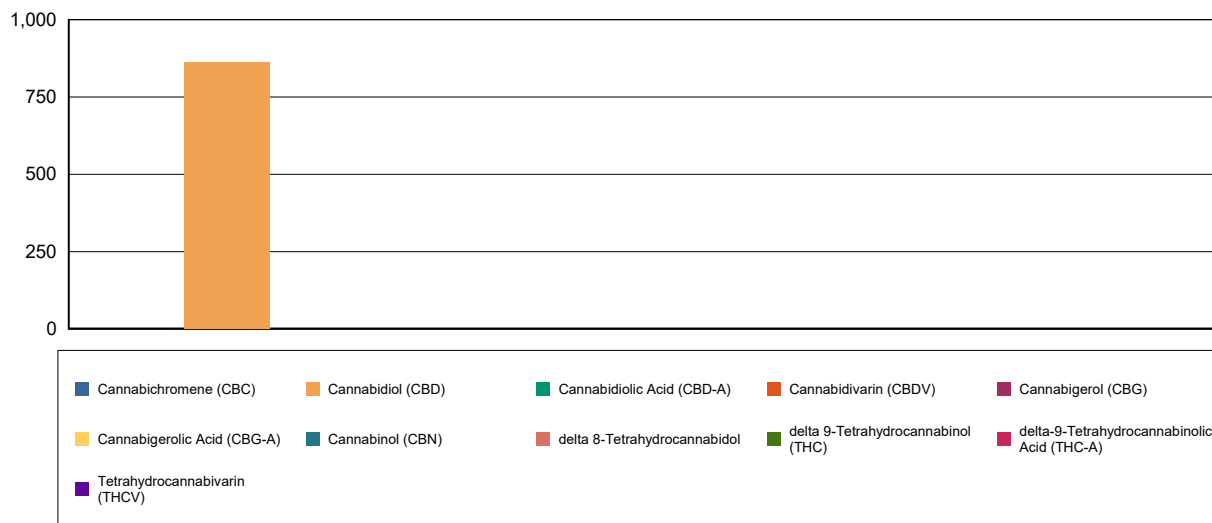 1,000
750
500
250
0
Cannabichromene (CBC)
Cannabidiol (CBD)
Cannabidiolic Acid (CBD-A)
Cannabidivarin (CBDV)
Cannabigerol (CBG)
Cannabigerolic Acid (CBG-A)
Cannabinol (CBN)
delta 8-Tetrahydrocannabidol
delta 9-Tetrahydrocannabinol
(THC)
delta-9-Tetrahydrocannabinolic
Acid (THC-A)
Tetrahydrocannabivarin
(THCV)